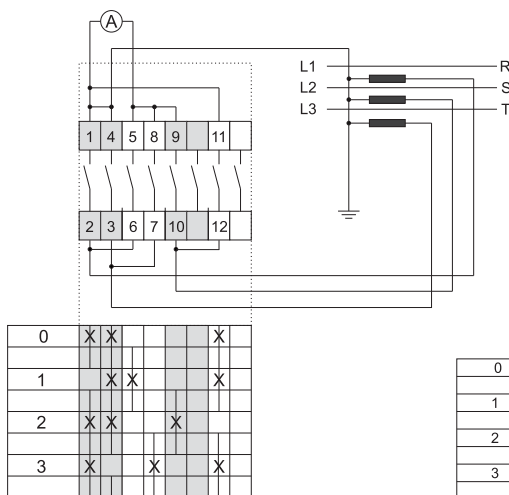 A
L1 R
L2 S
L3 T
1 4 5 8 9 11
2 3 6 7 10 12
0 X X X
1 X X X
2 X X X
3 X X X
0
1
2
3